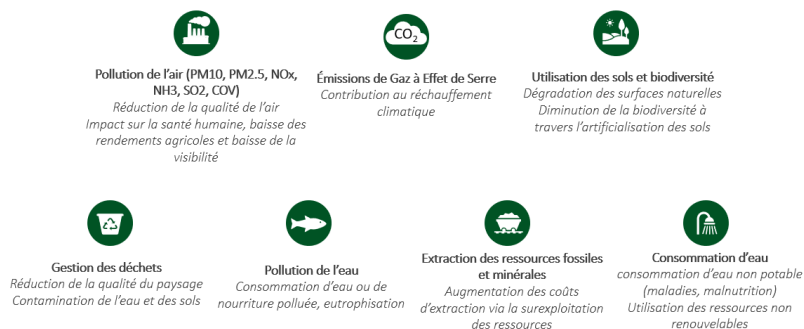 Pollution de l'air (PM10, PM2.5, NOx,
NH3, SO2, COV)
Réduction de la qualité de l'air
Impact sur la santé humaine, baisse des
rendements agricoles et baisse de la
visibilité
CO2
Émissions de Gaz à Effet de Serre
Contribution au réchauffement
climatique
Utilisation des sols et biodiversité
Dégradation des surfaces naturelles
Diminution de la biodiversité à
travers l'artificialisation des sols
Gestion des déchets
Réduction de la qualité du paysage
Contamination de l'eau et des sols
Pollution de l'eau
Consommation d'eau ou de
nourriture polluée, eutrophisation
Extraction des ressources fossiles
et minérales
Augmentation des coûts
d'extraction via la surexploitation
des ressources
Consommation d'eau
consommation d'eau non potable
(maladies, malnutrition)
Utilisation des ressources non
renouvelables